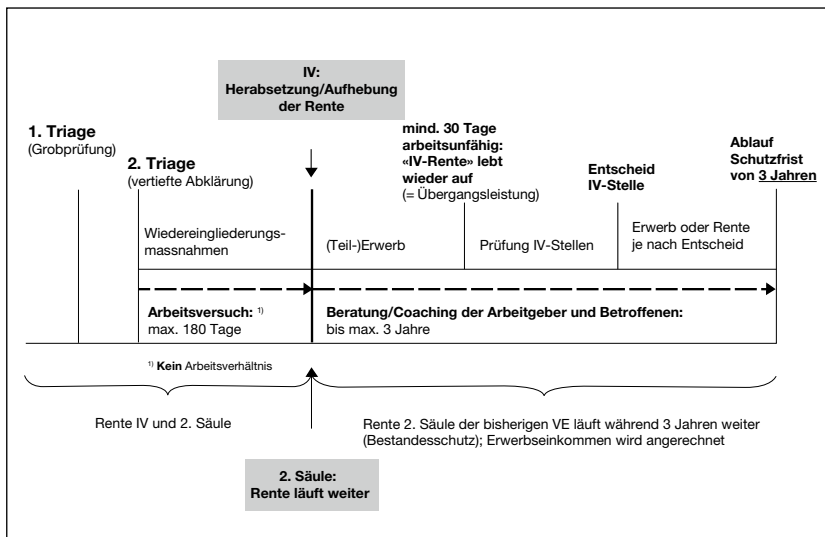 IV:
Herabsetzung/Aufhebung
der Rente
1. Triage
(Grobprüfung)
2. Triage
(vertiefte Abklärung)
mind. 30 Tage
arbeitsunfähig:
«IV-Rente» lebt
wieder auf
(= Übergangsleistung)
Entscheid
IV-Stelle
Ablauf
Schutzfrist
von 3 Jahren
Wiedereingliederungs-
massnahmen
(Teil-)Erwerb
Prüfung IV-Stellen
Erwerb oder Rente
je nach Entscheid
Arbeitsversuch: 1)
max. 180 Tage
Beratung/Coaching der Arbeitgeber und Betroffenen:
bis max. 3 Jahre
1) Kein Arbeitsverhältnis
Rente IV und 2. Säule
Rente 2. Säule der bisherigen VE läuft während 3 Jahren weiter
(Bestandesschutz); Erwerbseinkommen wird angerechnet
2. Säule:
Rente läuft weiter